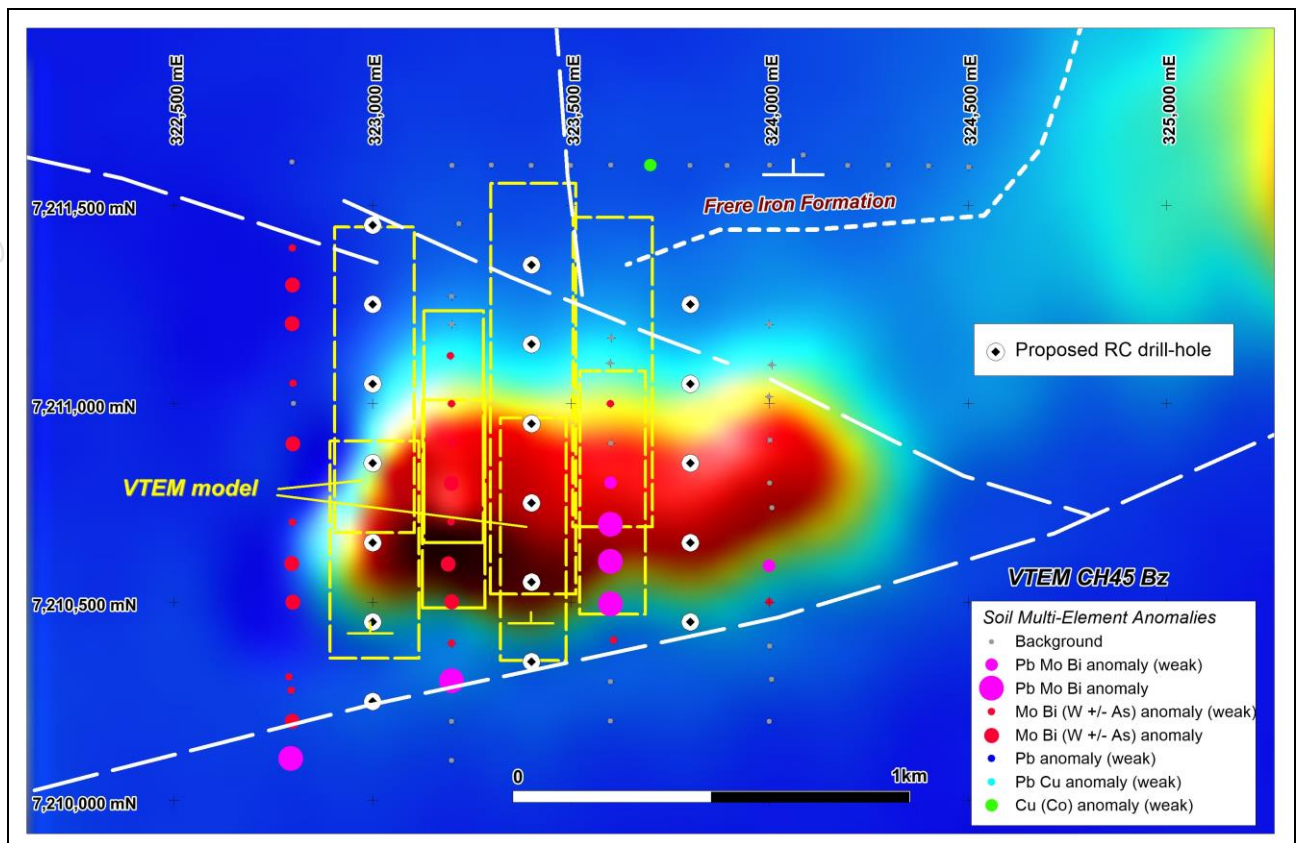 322,500 mE
323,000 mE
323,500 mE
324,000 mE
324,500 mE
325,000 mE
7,211,500 mN
Frere Iron Formation
Proposed RC drill-hole
7,211,000 mN
VTEM model
7,210,500 mN
VTEM CH45 Bz
Soil Multi-Element Anomalies
Background
Pb Mo Bi anomaly (weak)
Pb Mo Bi anomaly
Mo Bi (W +/- As) anomaly (weak)
Mo Bi (W +/- As) anomaly
Pb anomaly (weak)
Pb Cu anomaly (weak)
Cu (Co) anomaly (weak)
0
1km
7,210,000 mN